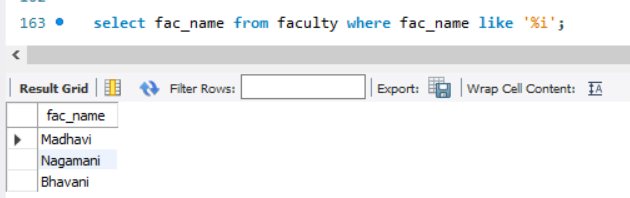 163 select fac_name from faculty where fac_name like '%i';
Result Grid Filter Rows: Export: Wrap Cell Content: IA
fac_name
Madhavi
Nagamani
Bhavani